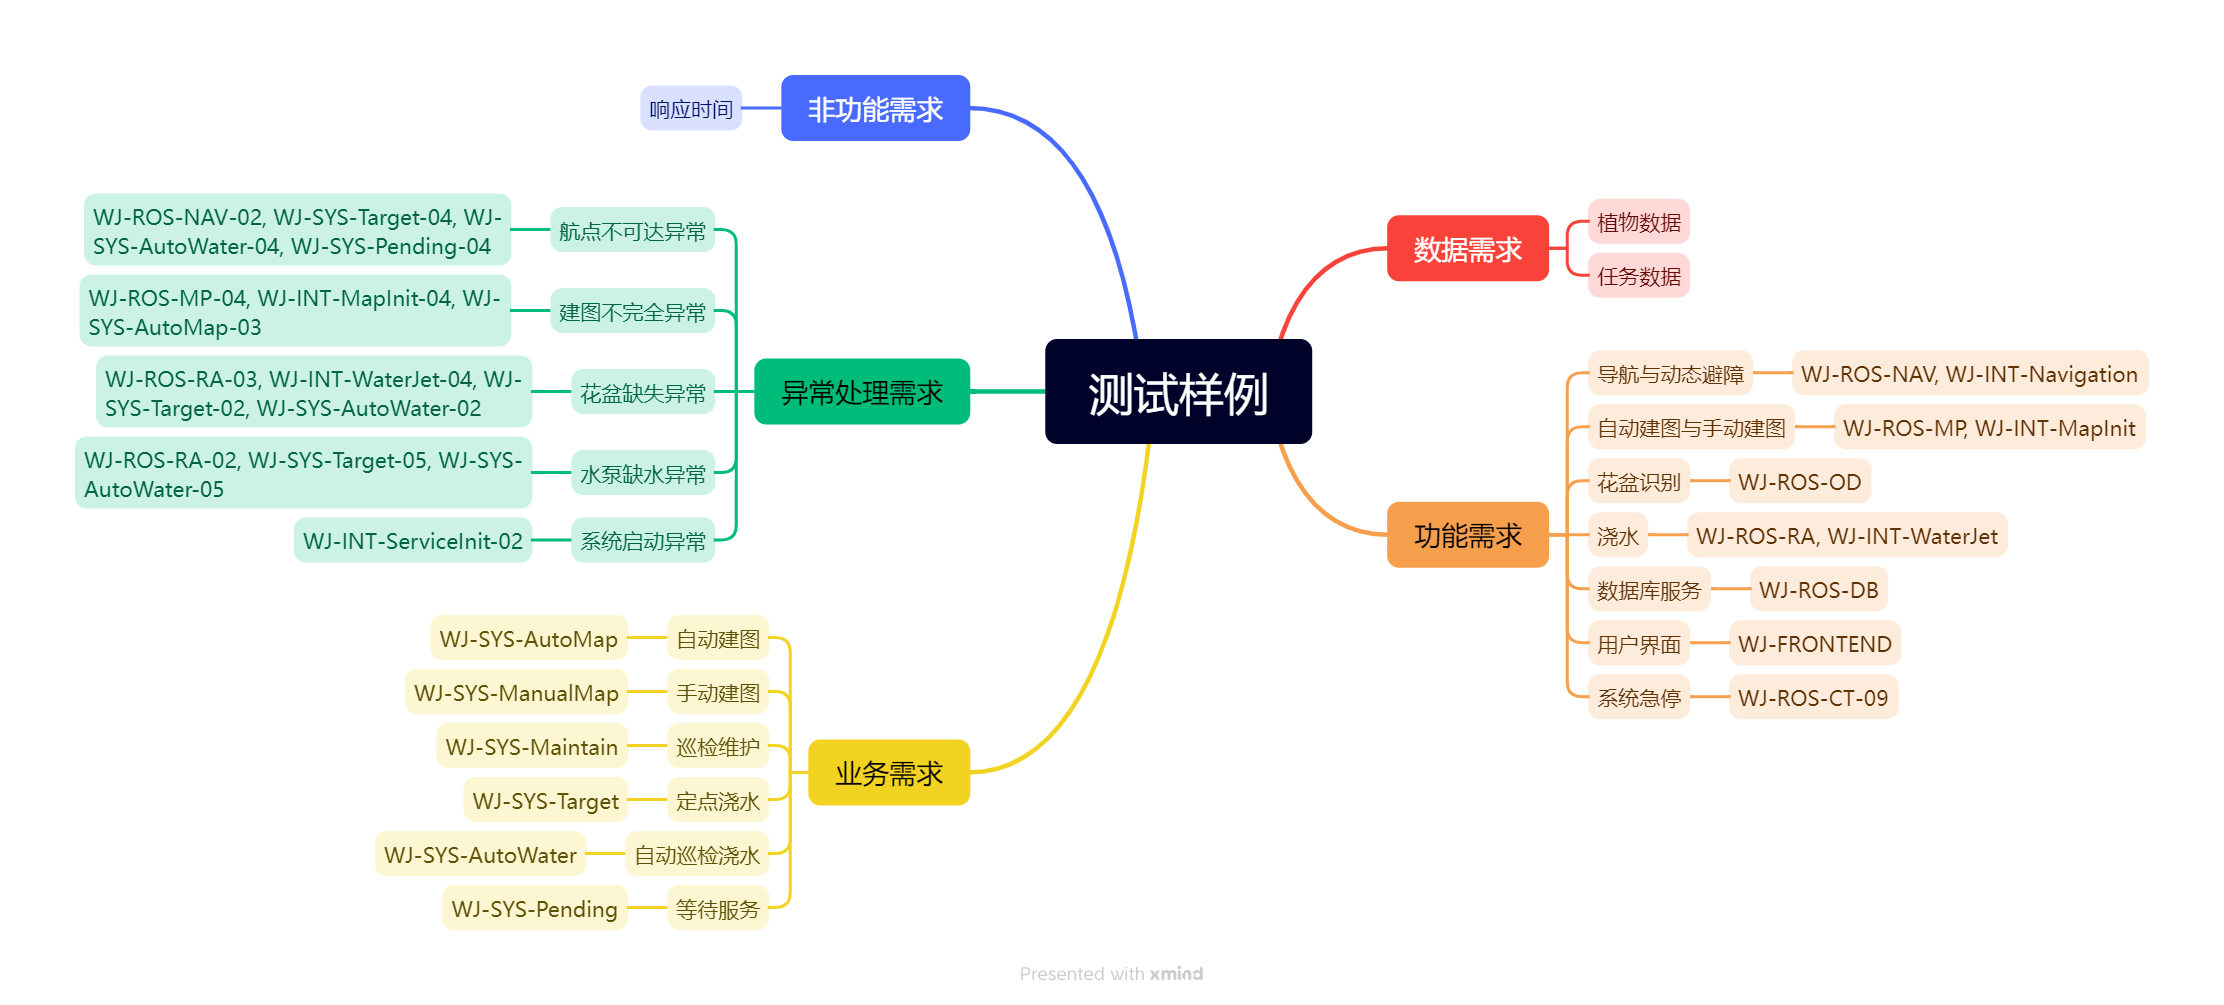 测试样例
非功能需求
响应时间
异常处理需求
航点不可达异常
WJ-ROS-NAV-02, WJ-SYS-Target-04, WJ-
SYS-AutoWater-04, WJ-SYS-Pending-04
建图不完全异常
WJ-ROS-MP-04, WJ-INT-MapInit-04, WJ-
SYS-AutoMap-03
花盆缺失异常
WJ-ROS-RA-03, WJ-INT-WaterJet-04, WJ-
SYS-Target-02, WJ-SYS-AutoWater-02
水泵缺水异常
WJ-ROS-RA-02, WJ-SYS-Target-05, WJ-SYS-
AutoWater-05
系统启动异常
WJ-INT-ServiceInit-02
业务需求
自动建图
WJ-SYS-AutoMap
手动建图
WJ-SYS-ManualMap
巡检维护
WJ-SYS-Maintain
定点浇水
WJ-SYS-Target
自动巡检浇水
WJ-SYS-AutoWater
等待服务
WJ-SYS-Pending
数据需求
植物数据
任务数据
功能需求
导航与动态避障
WJ-ROS-NAV, WJ-INT-Navigation
自动建图与手动建图
WJ-ROS-MP, WJ-INT-MapInit
花盆识别
WJ-ROS-OD
浇水
WJ-ROS-RA, WJ-INT-WaterJet
数据库服务
WJ-ROS-DB
用户界面
WJ-FRONTEND
系统急停
WJ-ROS-CT-09
Presented with xmind